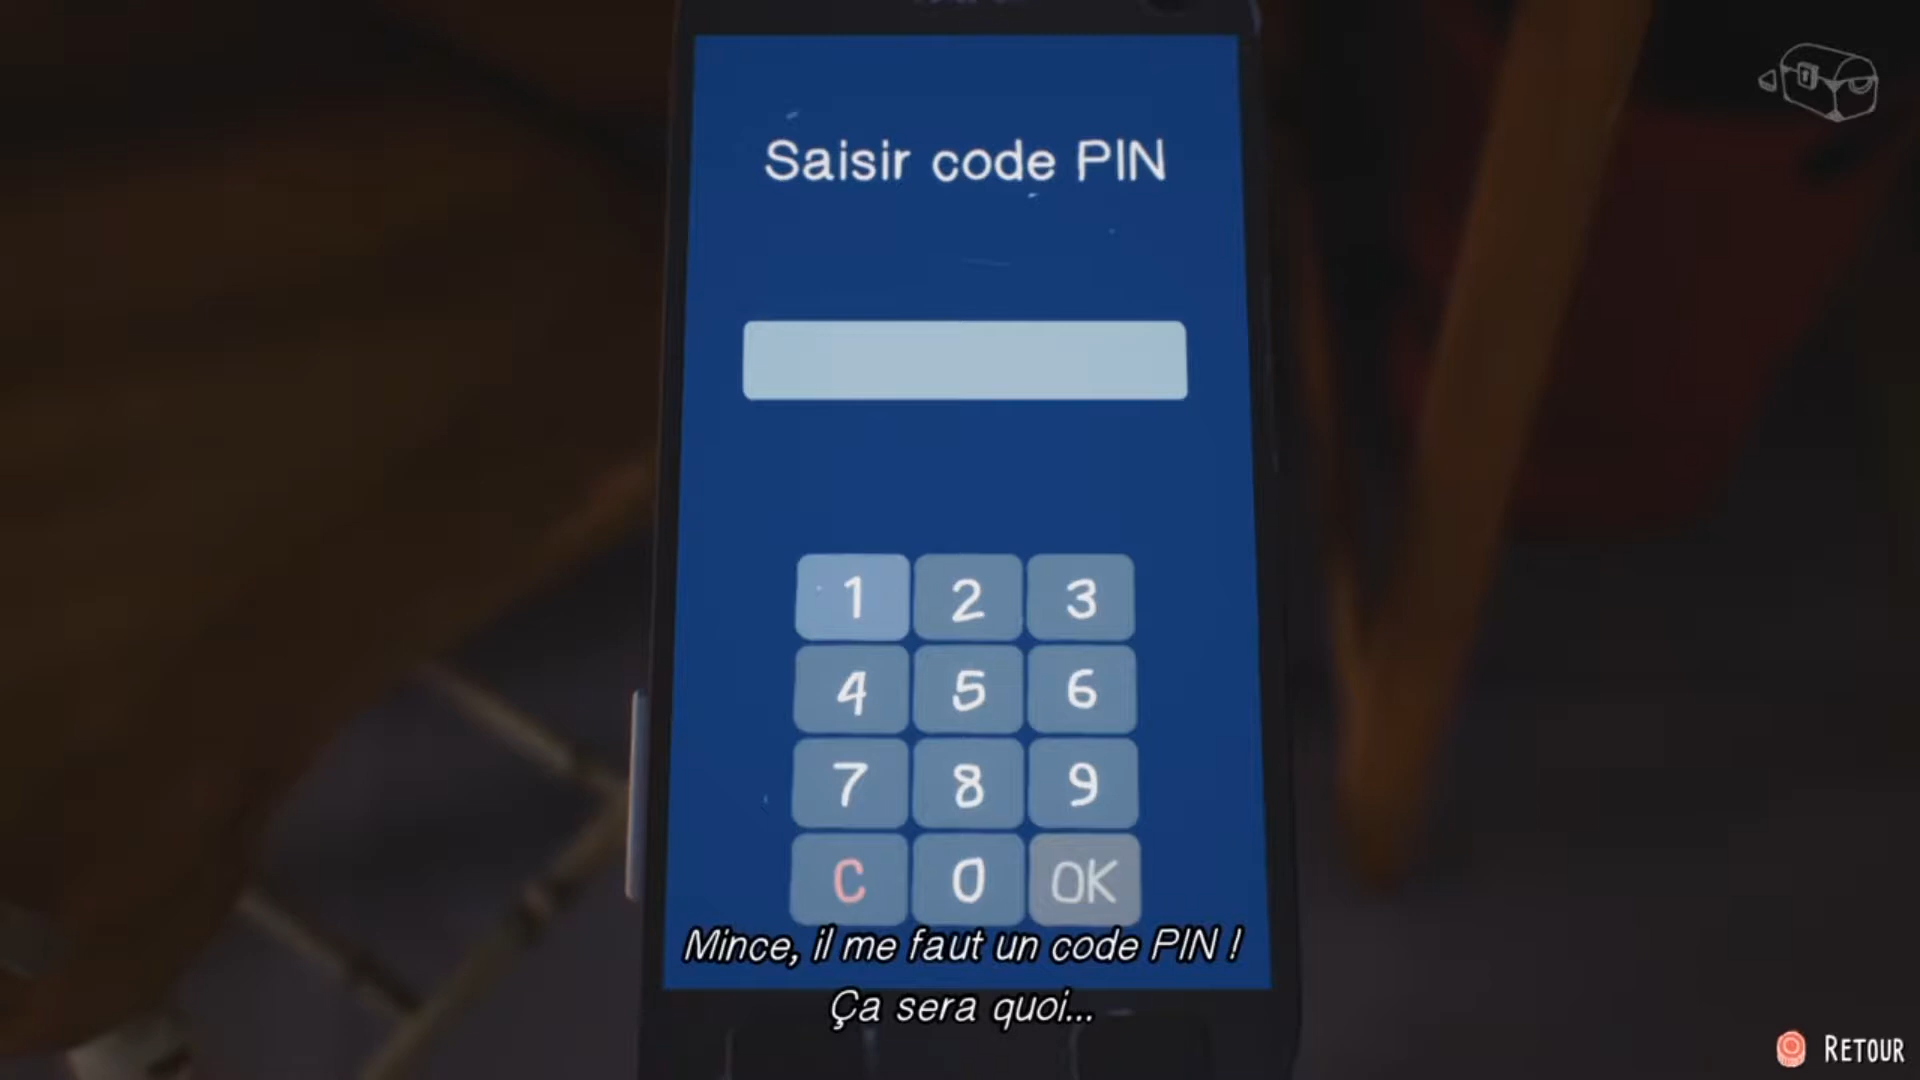 Saisir code PIN
1 2 3
4 5 6
7 8 9
C 0 OK
Mince, il me faut un code PIN !
Ça sera quoi...
RETOUR